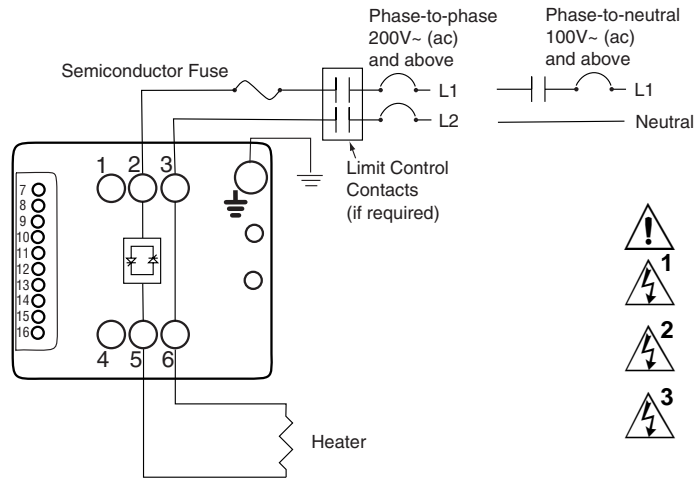 Phase-to-phase
200V~ (ac)
and above
Phase-to-neutral
100V~ (ac)
and above
Semiconductor Fuse
L1
L2
L1
Neutral
Limit Control
Contacts
(if required)
1 2 3
7
8
9
10
11
12
13
14
15
16
4 5 6
Heater
!
1
2
3